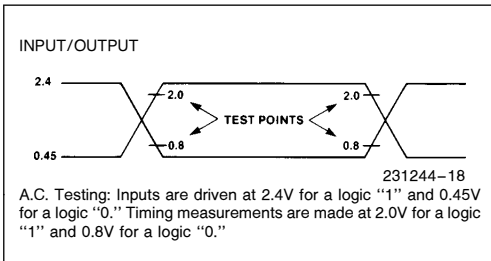 INPUT/OUTPUT
2.4
2.0
2.0
TEST POINTS
0.8
0.8
0.45
231244–18
A.C. Testing: Inputs are driven at 2.4V for a logic ‘‘1’’ and 0.45V
for a logic ‘‘0.’’ Timing measurements are made at 2.0V for a logic
‘‘1’’ and 0.8V for a logic ‘‘0.’’